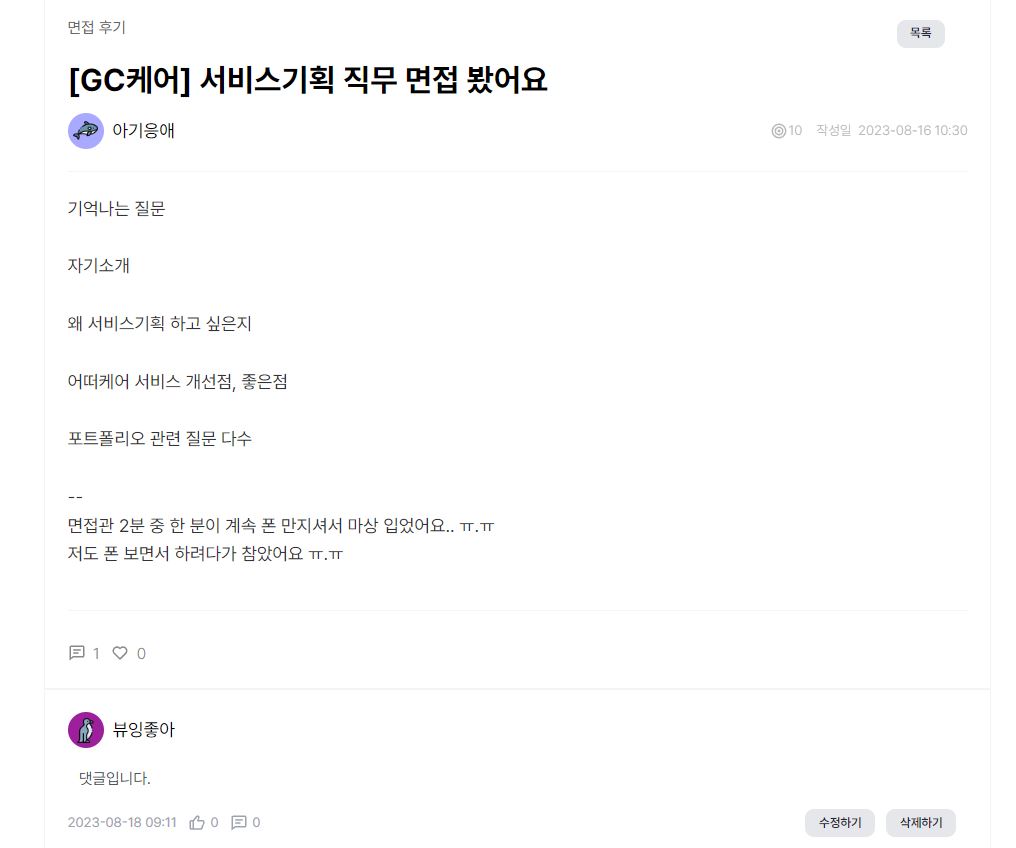 면접 후기
목록
[GC케어] 서비스기획 직무 면접 봤어요
아기응애
10 작성일 2023-08-16 10:30
기억나는 질문
자기소개
왜 서비스기획 하고 싶은지
어떠케어 서비스 개선점, 좋은점
포트폴리오 관련 질문 다수
--
면접관 2분 중 한 분이 계속 폰 만지셔서 마상 입었어요.. ㅠ.ㅠ
저도 폰 보면서 하려다가 참았어요 ㅠ.ㅠ
1 0
뷰잉좋아
댓글입니다.
2023-08-18 09:11 0 0
수정하기 삭제하기